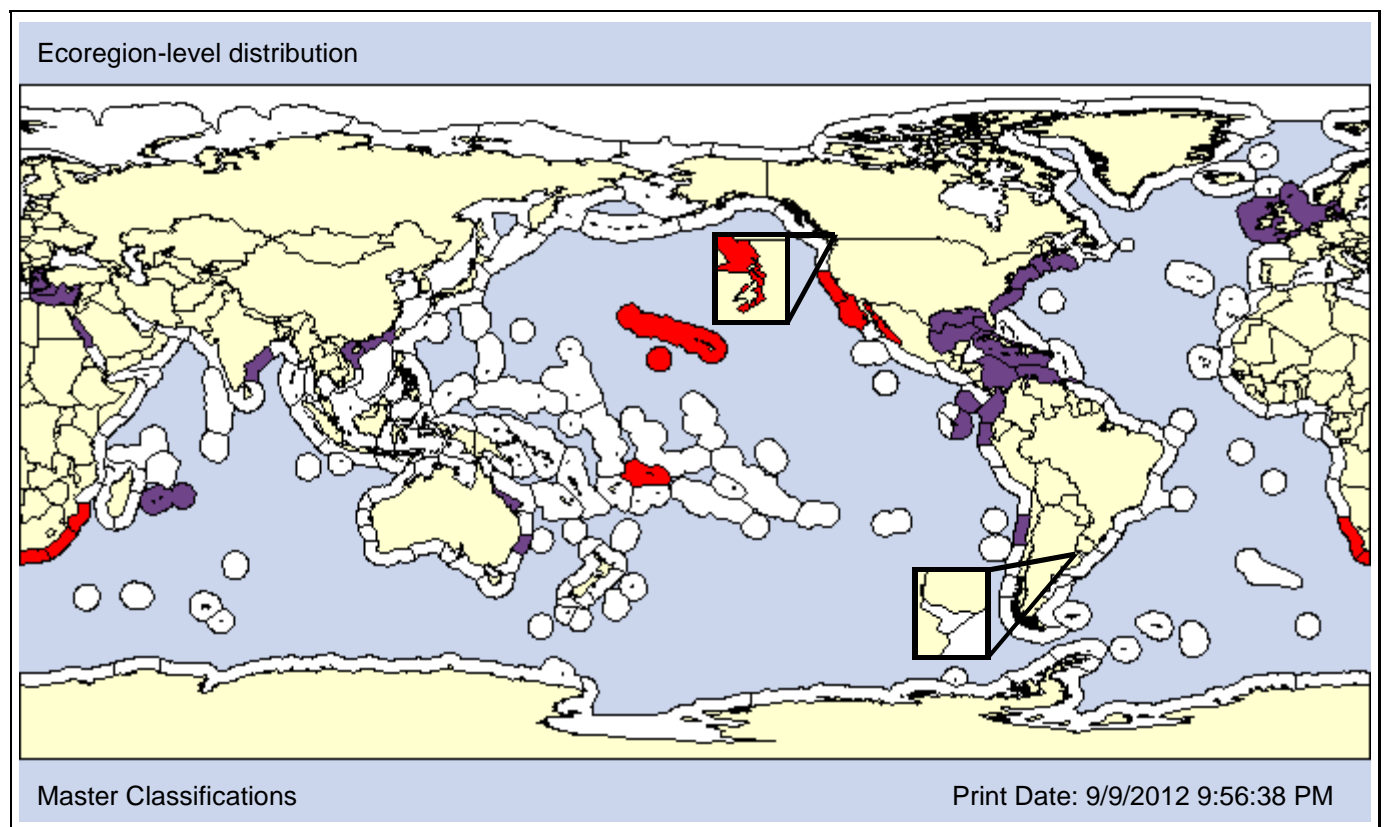 Ecoregion-level distribution
Master Classifications
Print Date: 9/9/2012 9:56:38 PM